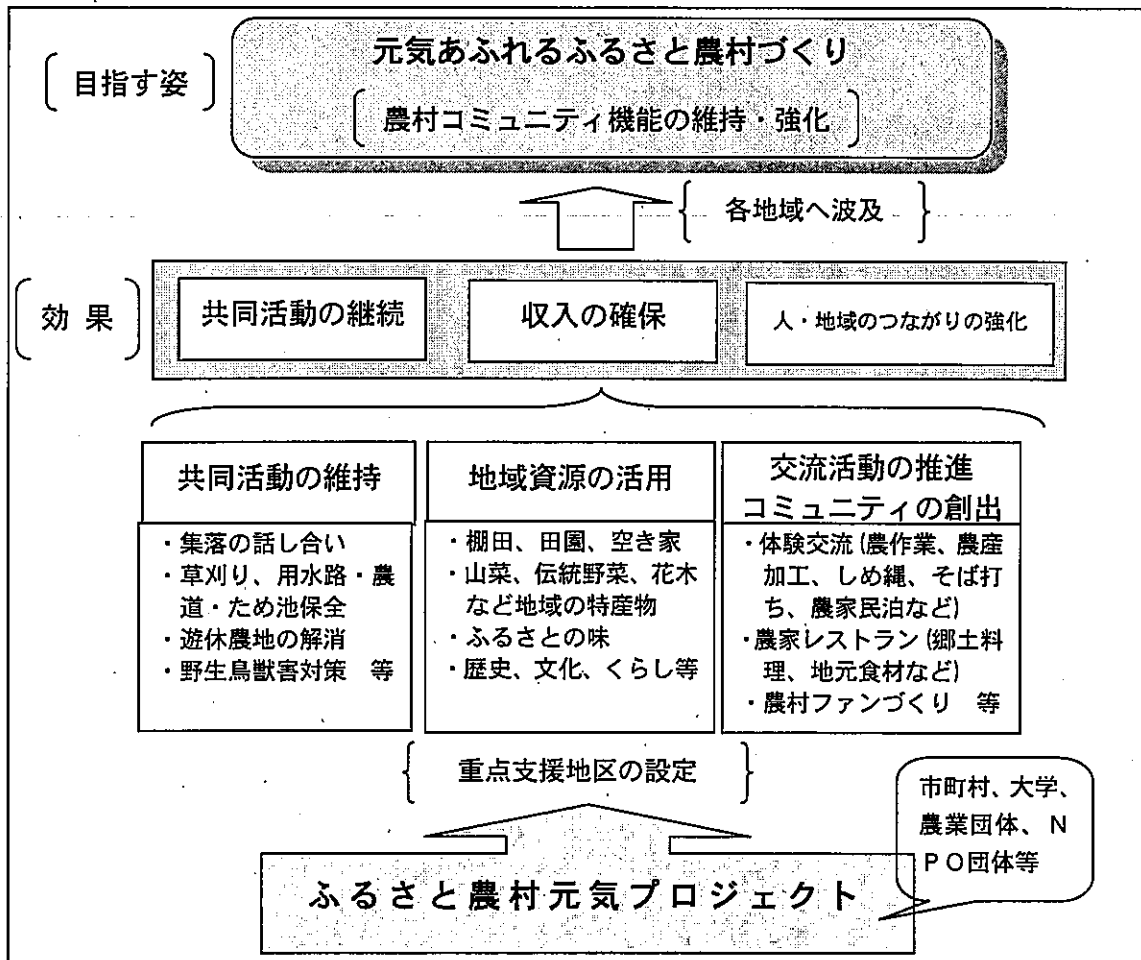 元気あふれるふるさと農村づくり
目指す姿
農村コミュニティ機能の維持・強化
各地域へ波及
効果
共同活動の継続
収入の確保
人・地域のつながりの強化
共同活動の維持
・集落の話し合い
・草刈り、用水路・農
道・ため池保全
・遊休農地の解消
・野生鳥獣害対策　等
地域資源の活用
・棚田、田園、空き家
・山菜、伝統野菜、花木
など地域の特産物
・ふるさとの味
・歴史、文化、くらし等
交流活動の推進
コミュニティの創出
・体験交流(農作業、農産
加工、しめ縄、そば打
ち、農家民泊など)
・農家レストラン(郷土料
理、地元食材など)
・農村ファンづくり　等
重点支援地区の設定
市町村、大学、
農業団体、N
PO団体等
ふるさと農村元気プロジェクト